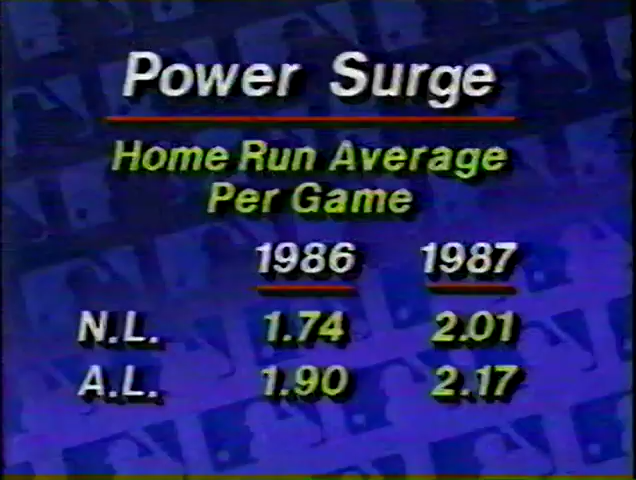 Power Surge
Home Run Average
Per Game
1986 1987
N.L. 1.74 2.01
A.L. 1.90 2.17